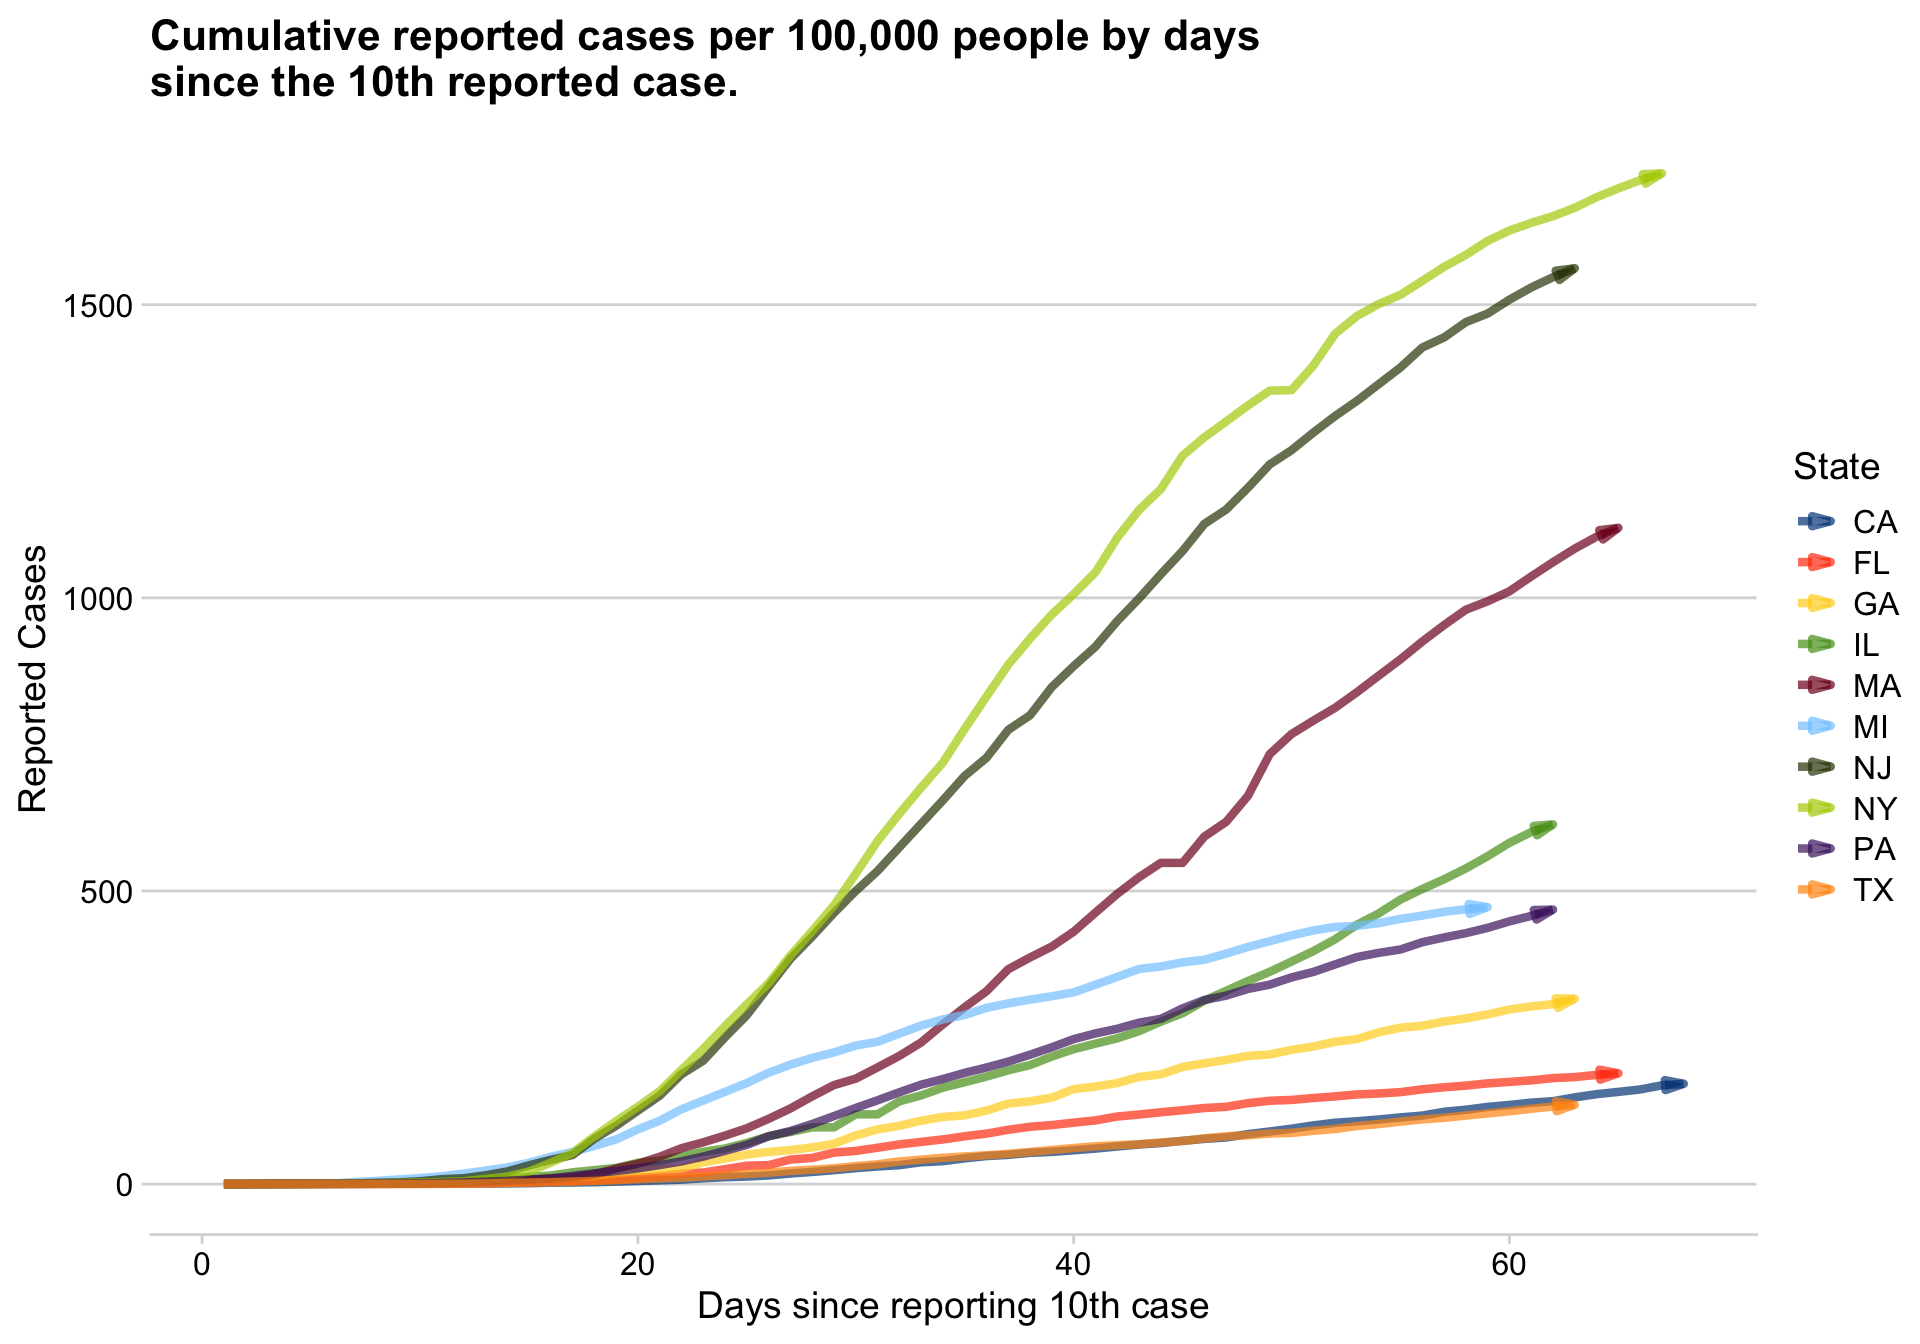 Cumulative reported cases per 100,000 people by days
since the 10th reported case.
1500
1000
500
0
Reported Cases
0 20 40 60
Days since reporting 10th case
State
CA
FL
GA
IL
MA
MI
NJ
NY
PA
TX